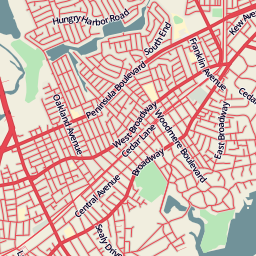 Hungry Harbor Road
South End
Kew Ave
Franklin Avenue
Peninsula Boulevard
Oakland Avenue
Cedar
West Broadway
Cedar Lane
Woodmere Boulevard
East Broadway
Broadway
Central Avenue
Sealy Drive